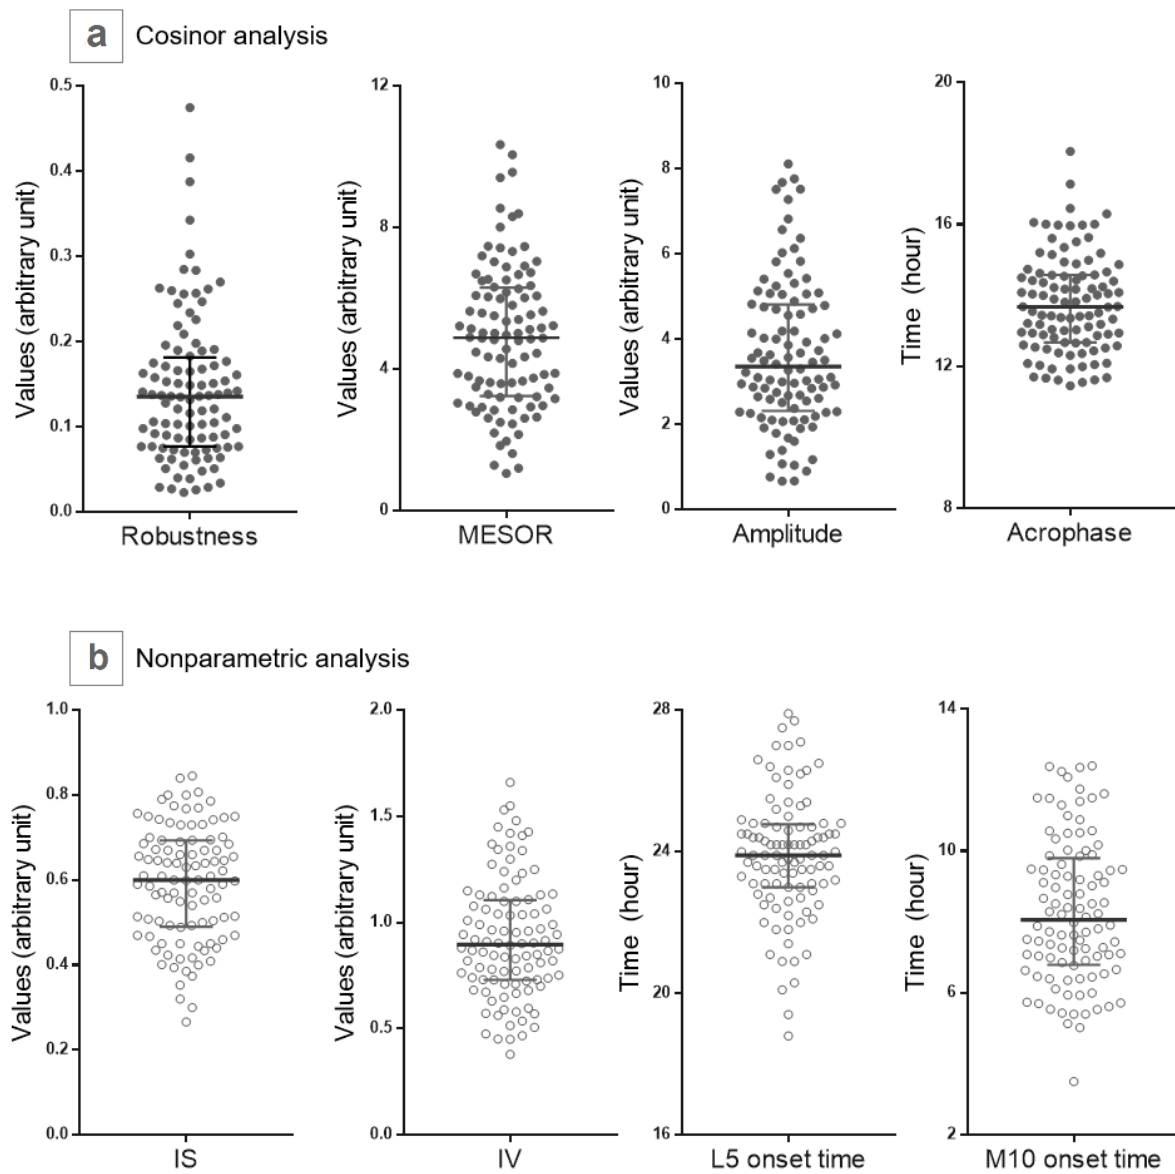 a Cosinor analysis
Values (arbitrary unit)
0.5
0.4
0.3
0.2
0.1
0.0
Robustness
Values (arbitrary unit)
12
8
4
0
MESOR
Values (arbitrary unit)
10
8
6
4
2
0
Amplitude
Time (hour)
20
16
12
8
Acrophase
b Nonparametric analysis
Values (arbitrary unit)
1.0
0.8
0.6
0.4
0.2
0.0
IS
Values (arbitrary unit)
2.0
1.5
1.0
0.5
0.0
IV
Time (hour)
28
24
20
16
L5 onset time
Time (hour)
14
10
6
2
M10 onset time